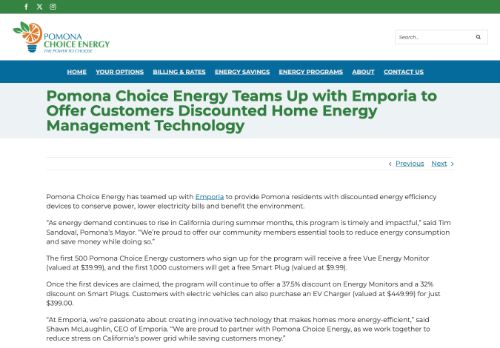 POMONA
CHOICE ENERGY
THE POWER TO CHOOSE
Search...
HOME YOUR OPTIONS BILLING & RATES ENERGY SAVINGS ENERGY PROGRAMS ABOUT CONTACT US
Pomona Choice Energy Teams Up with Emporia to
Offer Customers Discounted Home Energy
Management Technology
Previous Next
Pomona Choice Energy has teamed up with Emporia to provide Pomona residents with discounted energy efficiency
devices to conserve power, lower electricity bills and benefit the environment.
“As energy demand continues to rise in California during summer months, this program is timely and impactful,” said Tim
Sandoval, Pomona’s Mayor. “We’re proud to offer our community members essential tools to reduce energy consumption
and save money while doing so.”
The first 500 Pomona Choice Energy customers who sign up for the program will receive a free Vue Energy Monitor
(valued at $39.99), and the first 1,000 customers will get a free Smart Plug (valued at $9.99).
Once the first devices are claimed, the program will continue to offer a 37.5% discount on Energy Monitors and a 32%
discount on Smart Plugs. Customers with electric vehicles can also purchase an EV Charger (valued at $449.99) for just
$399.00.
“At Emporia, we’re passionate about creating innovative technology that makes homes more energy-efficient,” said
Shawn McLaughlin, CEO of Emporia. “We are proud to partner with Pomona Choice Energy, as we work together to
reduce stress on California’s power grid while saving customers money.”